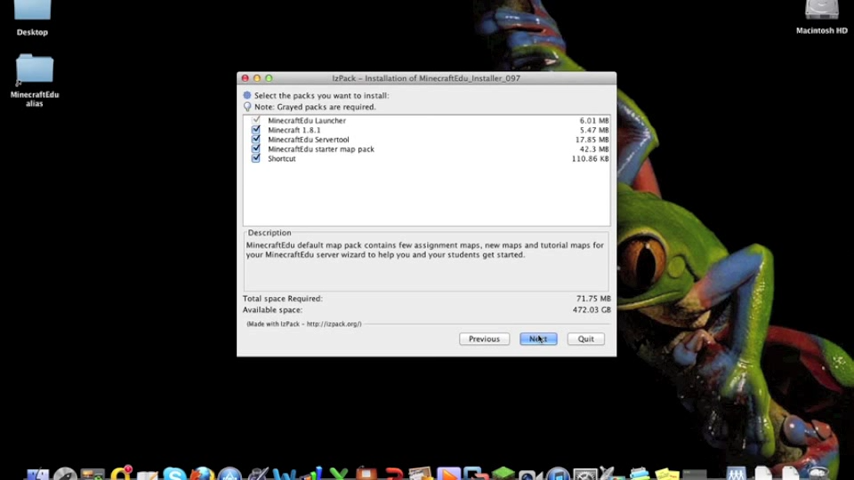 Desktop
Macintosh HD
MinecraftEdu
alias
IzPack - Installation of MinecraftEdu_Installer_097
Select the packs you want to install:
Note: Grayed packs are required.
MinecraftEdu Launcher 6.01 MB
Minecraft 1.8.1 5.47 MB
MinecraftEdu Servertool 17.85 MB
MinecraftEdu starter map pack 42.3 MB
Shortcut 110.86 KB
Description
MinecraftEdu default map pack contains few assignment maps, new maps and tutorial maps for
your MinecraftEdu server wizard to help you and your students get started.
Total space Required: 71.75 MB
Available space: 472.03 GB
(Made with IzPack - http://izpack.org/)
Previous Next Quit